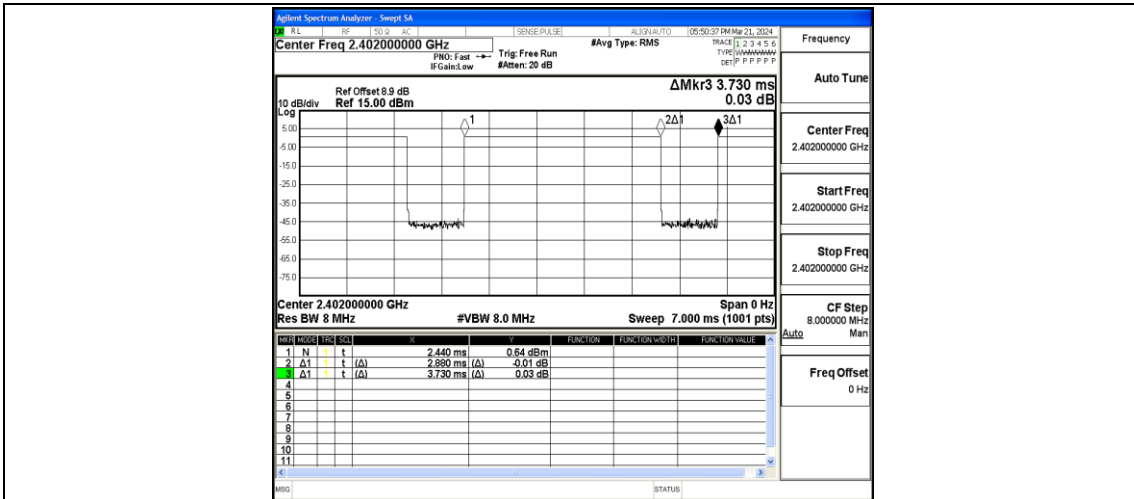 Agilent Spectrum Analyzer - Swept SA
RL RF 50 Ω AC SENSE:PULSE ALIGN AUTO 05:50:37 PM Mar 21, 2024
Center Freq 2.402000000 GHz
PNO: Fast
IFGain:Low
Trig: Free Run
#Atten: 20 dB
#Avg Type: RMS
TRACE 1 2 3 4 5 6
TYPE
DET P P P P P P
Frequency
Auto Tune
Ref Offset 8.9 dB
10 dB/div Ref 15.00 dBm
Log
ΔMkr3 3.730 ms
0.03 dB
5.00
-5.00
-15.0
-25.0
-35.0
-45.0
-55.0
-65.0
-75.0
1
2Δ1
3Δ1
Center Freq
2.402000000 GHz
Start Freq
2.402000000 GHz
Stop Freq
2.402000000 GHz
Center 2.402000000 GHz Span 0 Hz
Res BW 8 MHz #VBW 8.0 MHz Sweep 7.000 ms (1001 pts)
CF Step
8.000000 MHz
Auto Man
Freq Offset
0 Hz
MKR MODE TRC SCL X Y FUNCTION FUNCTION WIDTH FUNCTION VALUE
1 N 1 t 2.440 ms 0.64 dBm
2 Δ1 1 t (Δ) 2.880 ms (Δ) -0.01 dB
3 Δ1 1 t (Δ) 3.730 ms (Δ) 0.03 dB
4
5
6
7
8
9
10
11
MSG STATUS